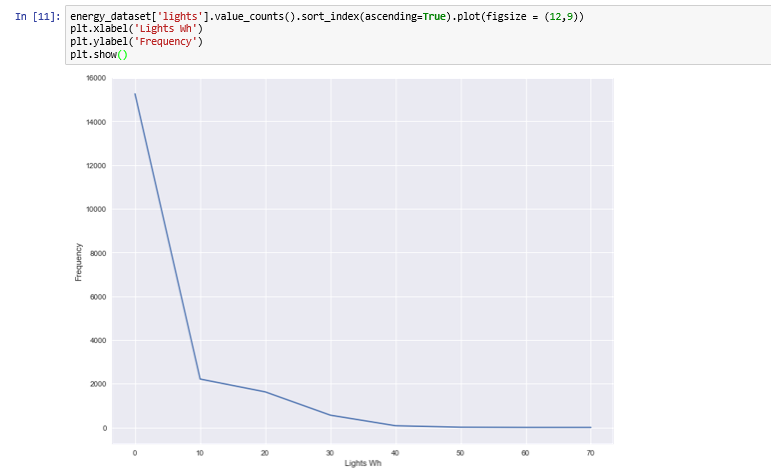 In [11]: energy_dataset['lights'].value_counts().sort_index(ascending=True).plot(figsize = (12,9))
plt.xlabel('Lights Wh')
plt.ylabel('Frequency')
plt.show()
16000
14000
12000
10000
8000
6000
4000
2000
0
Frequency
0 10 20 30 40 50 60 70
Lights Wh